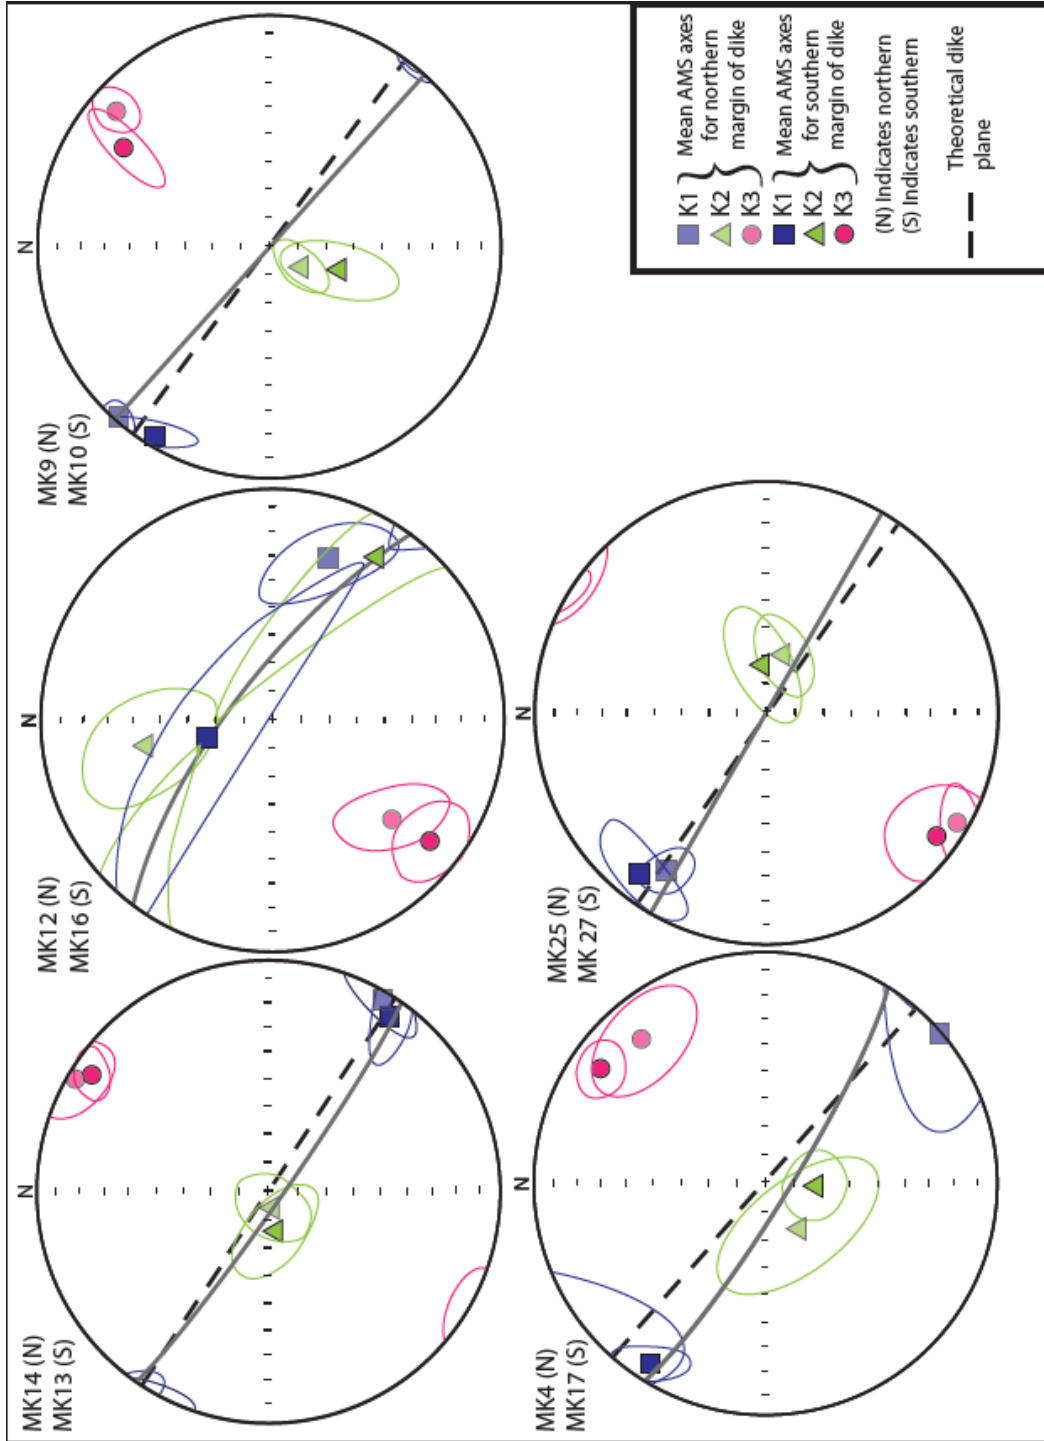 MK14 (N)
MK13 (S)
N
MK12 (N)
MK16 (S)
N
MK9 (N)
MK10 (S)
N
MK4 (N)
MK17 (S)
N
MK25 (N)
MK 27 (S)
N
K1
K2
K3
Mean AMS axes
for northern
margin of dike
K1
K2
K3
Mean AMS axes
for southern
margin of dike
(N) Indicates northern
(S) Indicates southern
Theoretical dike
plane